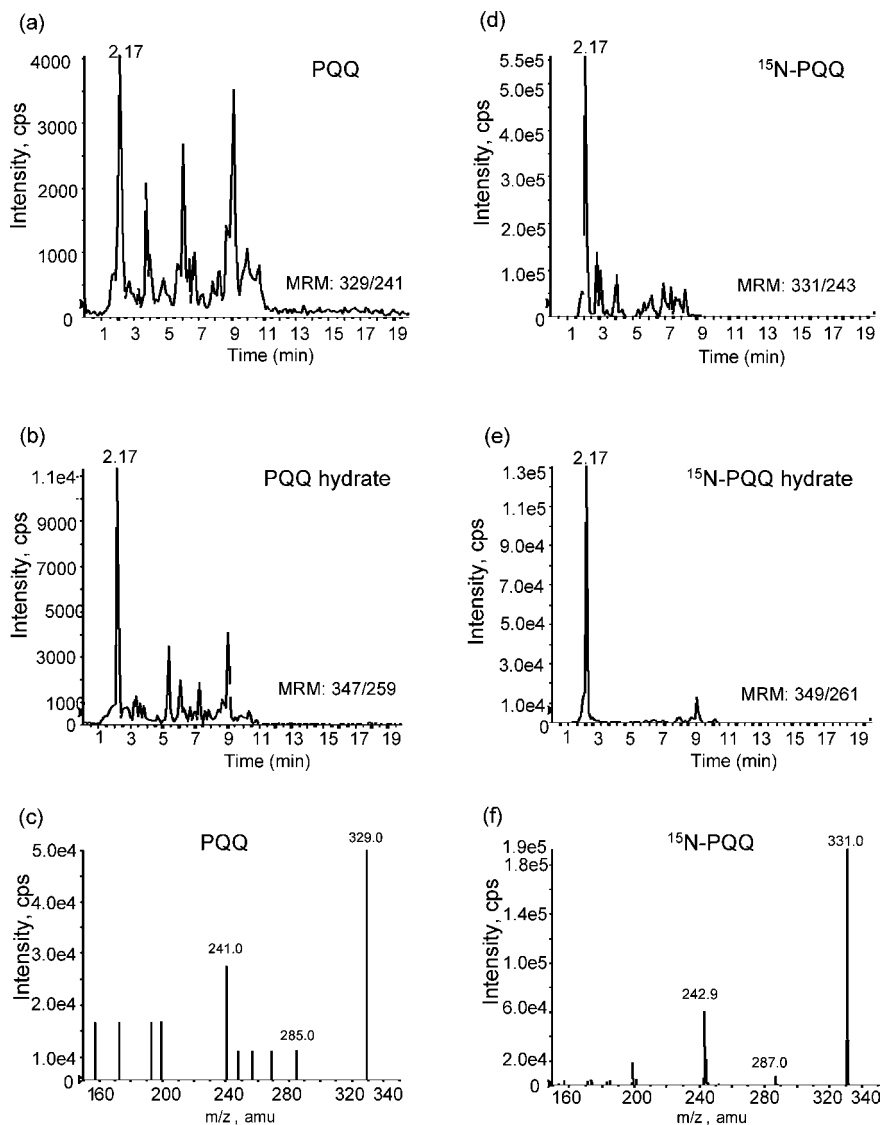 (a)
2.17
PQQ
4000
3000
2000
1000
0
MRM: 329/241
1 3 5 7 9 11 13 15 17 19
Time (min)
Intensity, cps
(d)
2.17
¹⁵N-PQQ
5.5e5
5.0e5
3.0e5
1.0e5
0
MRM: 331/243
1 3 5 7 9 11 13 15 17 19
Time (min)
Intensity, cps
(b)
2.17
PQQ hydrate
1.1e4
9000
7000
5000
3000
1000
0
MRM: 347/259
1 3 5 7 9 11 13 15 17 19
Time (min)
Intensity, cps
(e)
2.17
¹⁵N-PQQ hydrate
1.3e5
1.1e5
9.0e4
7.0e4
5.0e4
3.0e4
1.0e4
0
MRM: 349/261
1 3 5 7 9 11 13 15 17 19
Time (min)
Intensity, cps
(c)
PQQ
329.0
5.0e4
4.0e4
3.0e4
241.0
2.0e4
285.0
1.0e4
160 200 240 280 320 340
m/z , amu
Intensity, cps
(f)
¹⁵N-PQQ
331.0
1.9e5
1.8e5
1.4e5
1.0e5
242.9
6.0e4
287.0
2.0e4
0
160 200 240 280 320 340
m/z , amu
Intensity, cps